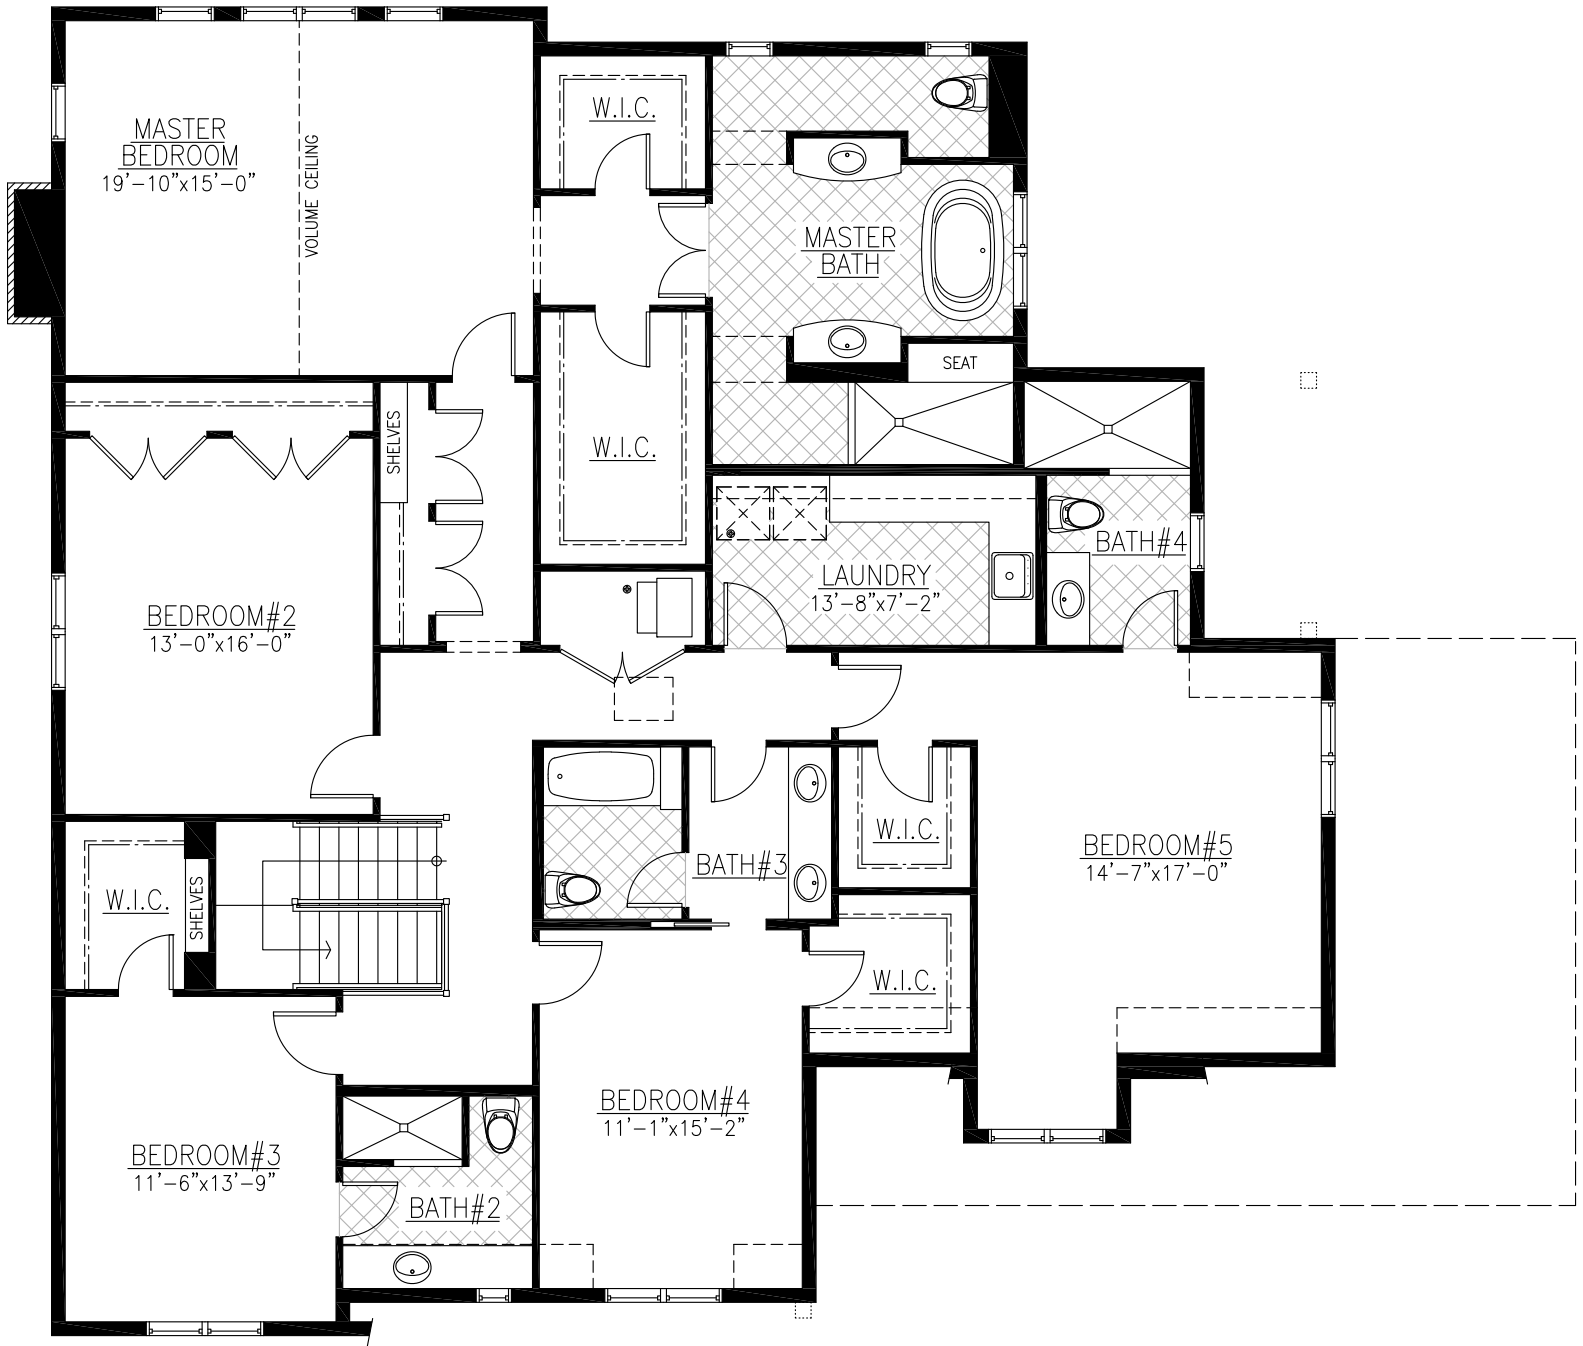 W.I.C.
MASTER
BEDROOM
19'-10"x15'-0"
VOLUME CEILING
MASTER
BATH
SEAT
SHELVES
W.I.C.
BATH#4
LAUNDRY
13'-8"x7'-2"
BEDROOM#2
13'-0"x16'-0"
W.I.C.
BEDROOM#5
14'-7"x17'-0"
BATH#3
W.I.C.
SHELVES
W.I.C.
BEDROOM#4
11'-1"x15'-2"
BEDROOM#3
11'-6"x13'-9"
BATH#2